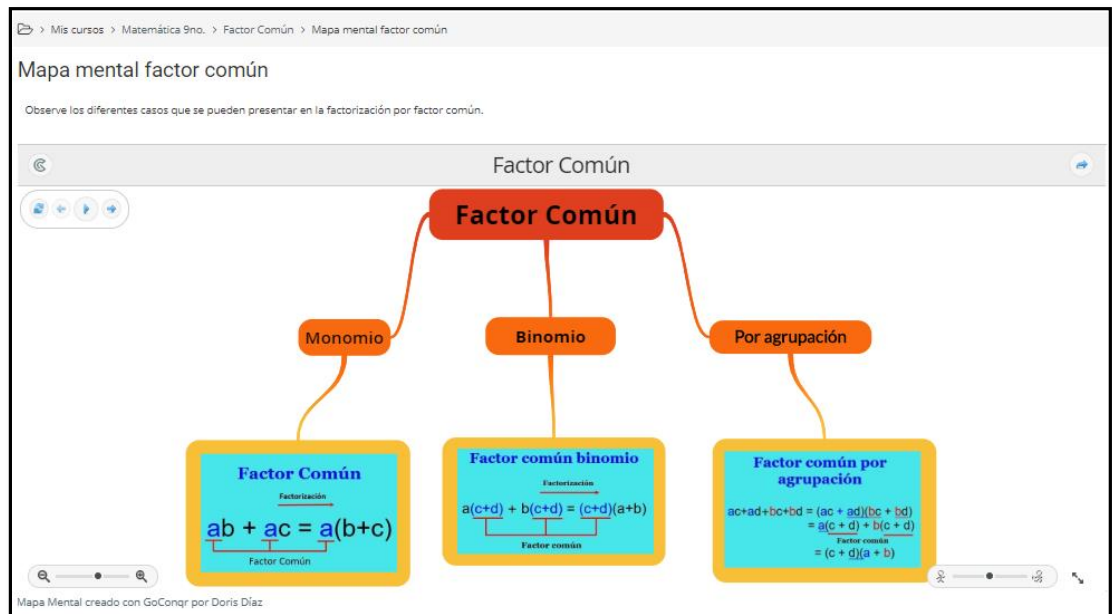 > Mis cursos > Matemática 9no. > Factor Común > Mapa mental factor común
Mapa mental factor común
Observe los diferentes casos que se pueden presentar en la factorización por factor común.
Factor Común
Factor Común
Monomio
Binomio
Por agrupación
Factor Común
Factorización
ab + ac = a(b+c)
Factor Común
Factor común binomio
Factorización
a(c+d) + b(c+d) = (c+d)(a+b)
Factor común
Factor común por
agrupación
ac+ad+bc+bd = (ac + ad)(bc + bd)
= a(c + d) + b(c + d)
Factor común
= (c + d)(a + b)
Mapa Mental creado con GoConqr por Doris Díaz